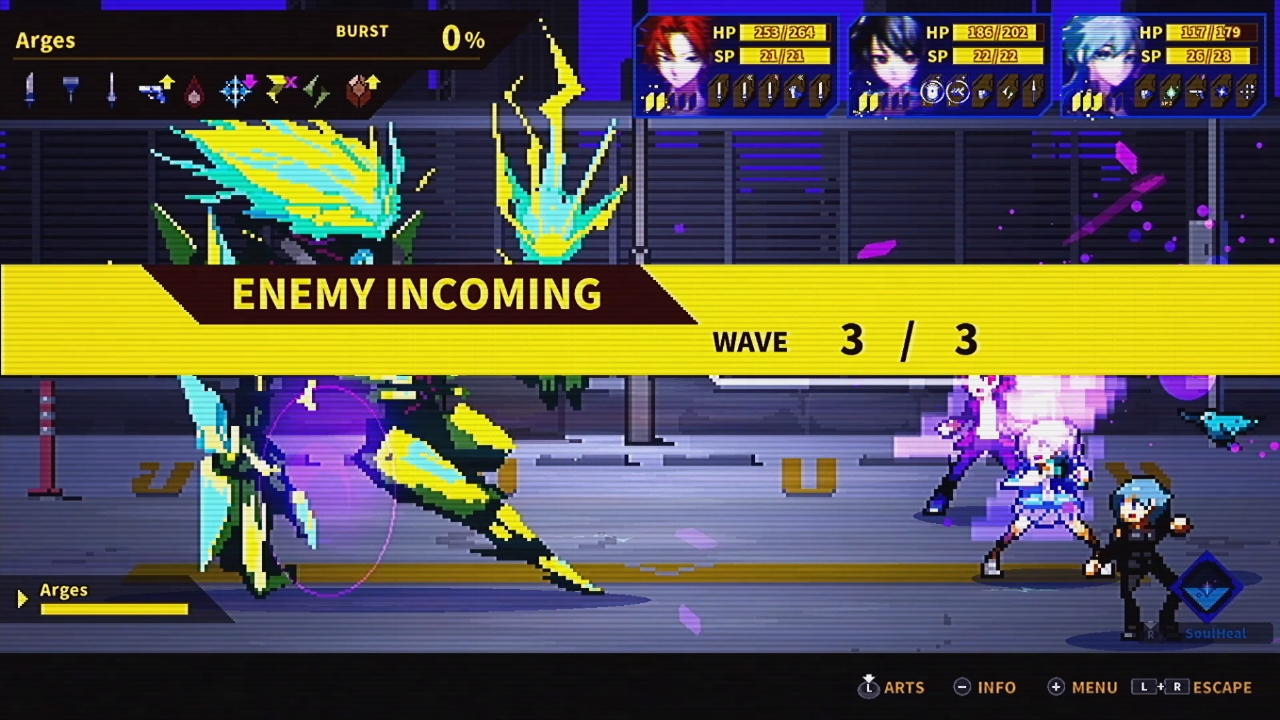 Arges
BURST 0%
HP 253/264
SP 21/21
HP 186/202
SP 22/22
HP 117/179
SP 26/28
ENEMY INCOMING
WAVE 3 / 3
Arges
R SoulHeal
L ARTS
- INFO
+ MENU
L + R ESCAPE